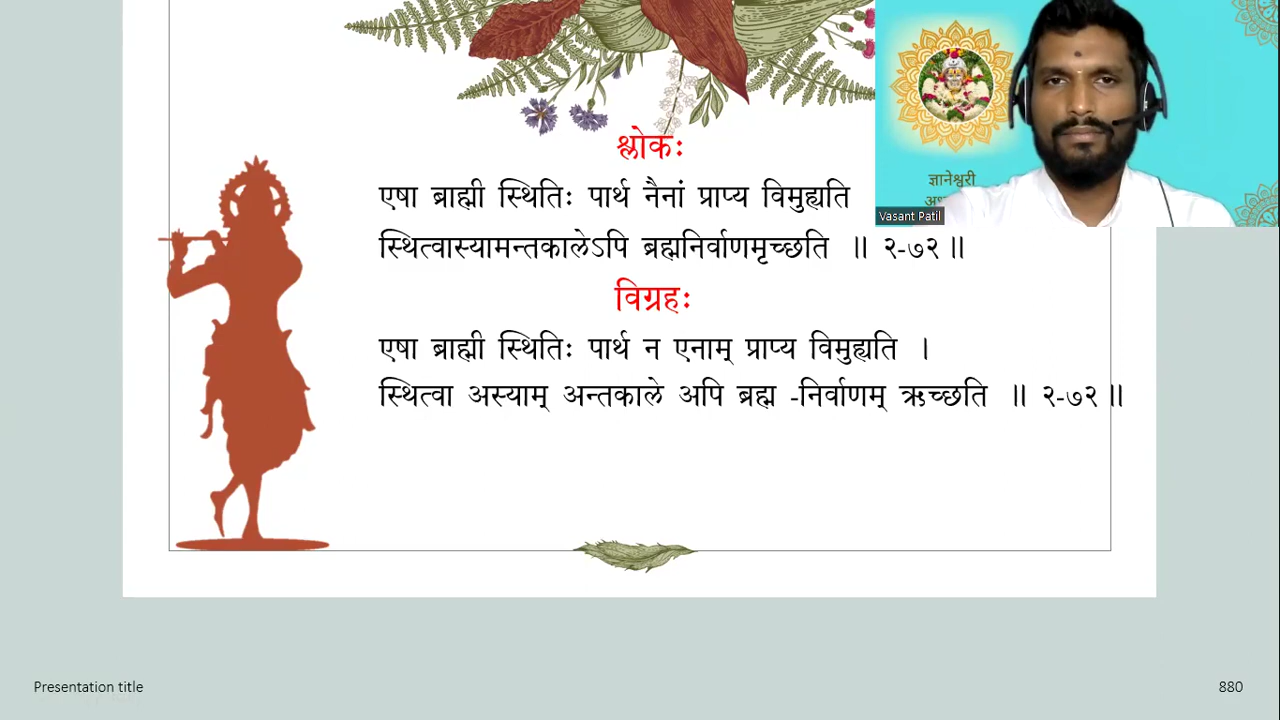 श्लोकः
एषा ब्राह्मी स्थितिः पार्थ नैनां प्राप्य विमुह्यति
स्थित्वास्यामन्तकालेऽपि ब्रह्मनिर्वाणमृच्छति ॥ २-७२ ॥
विग्रहः
एषा ब्राह्मी स्थितिः पार्थ न एनाम् प्राप्य विमुह्यति ।
स्थित्वा अस्याम् अन्तकाले अपि ब्रह्म -निर्वाणम् ऋच्छति ॥ २-७२ ॥
ज्ञानेश्वरी
Vasant Patil
Presentation title
880